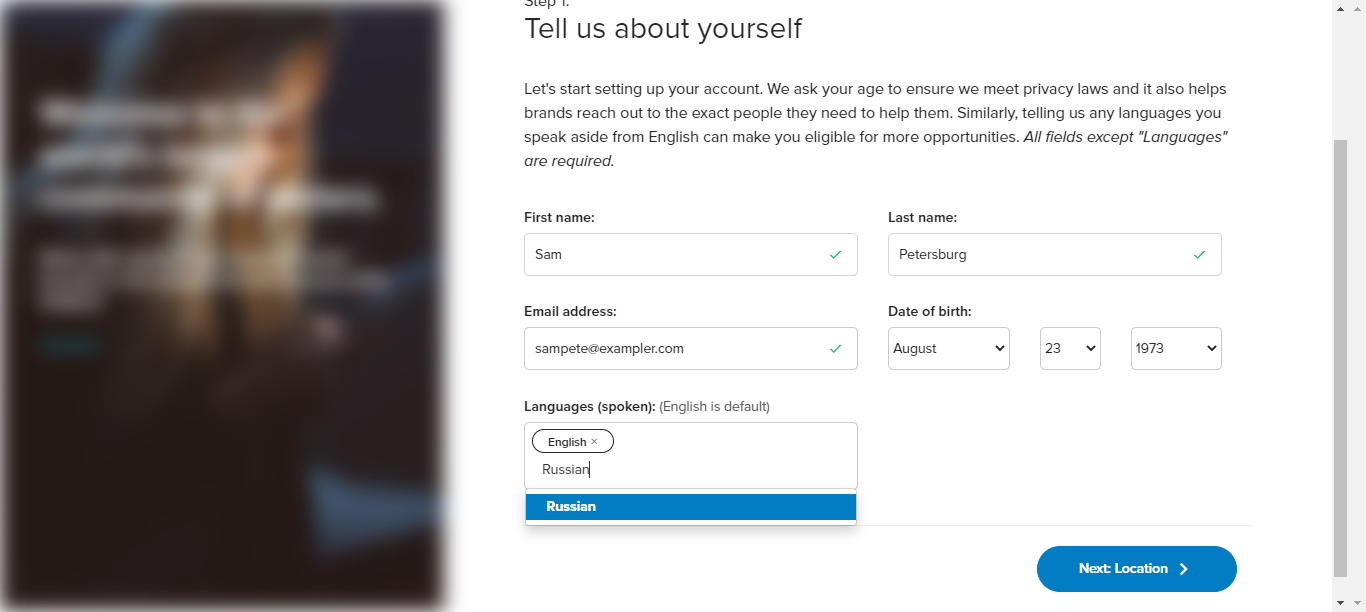 Step 1:
Tell us about yourself
Let's start setting up your account. We ask your age to ensure we meet privacy laws and it also helps
brands reach out to the exact people they need to help them. Similarly, telling us any languages you
speak aside from English can make you eligible for more opportunities. All fields except "Languages"
are required.
First name: Last name:
Sam Petersburg
Email address: Date of birth:
sampete@exampler.com August 23 1973
Languages (spoken): (English is default)
English ×
Russian
Russian
Next: Location